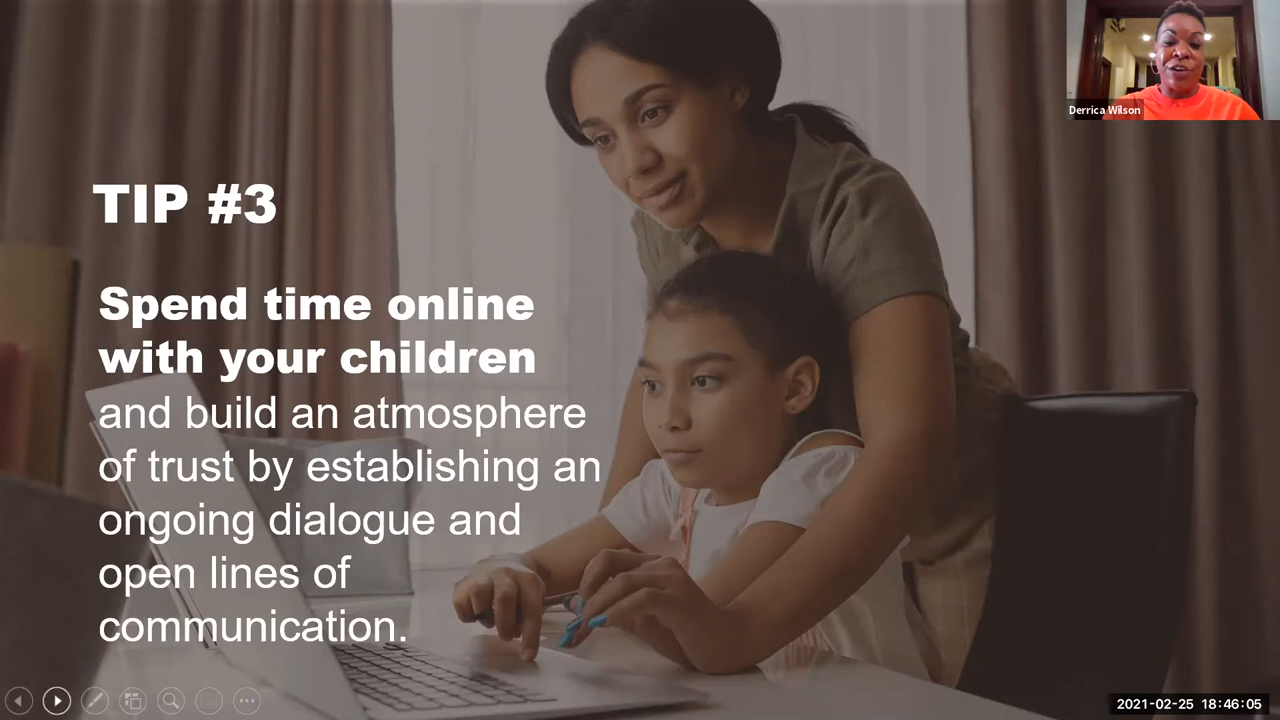 Derrica Wilson
TIP #3
Spend time online
with your children
and build an atmosphere
of trust by establishing an
ongoing dialogue and
open lines of
communication.
2021-02-25 18:46:05